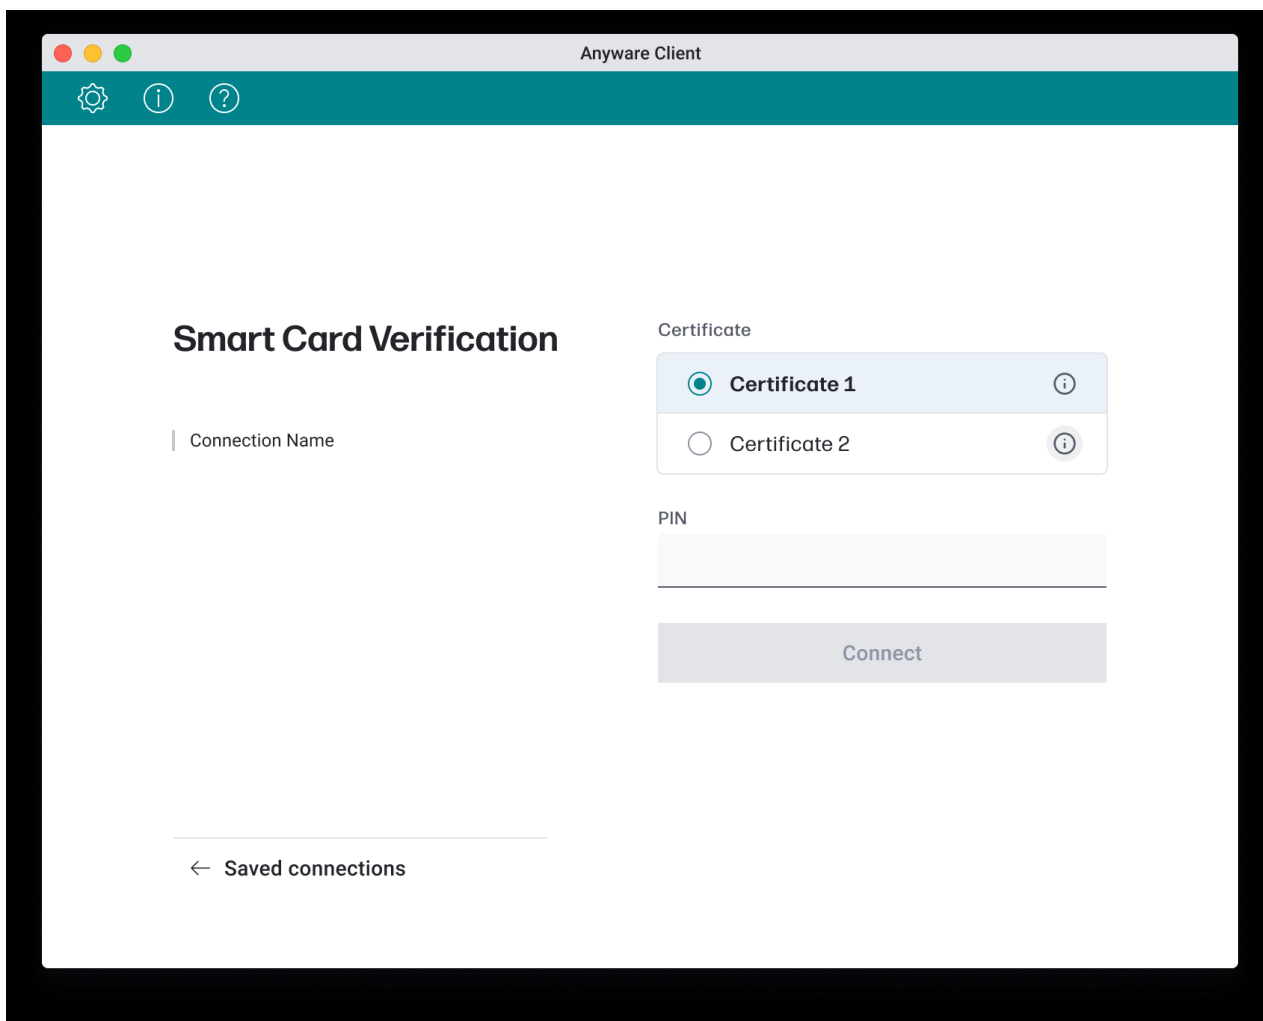 Anyware Client
Smart Card Verification
Connection Name
Certificate
Certificate 1
Certificate 2
PIN
Connect
Saved connections